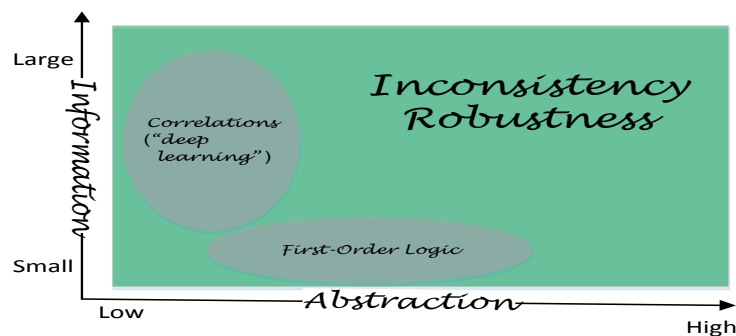 Large
Information
Small
Inconsistency
Robustness
Correlations
("deep
learning")
First-Order Logic
Low
Abstraction
High